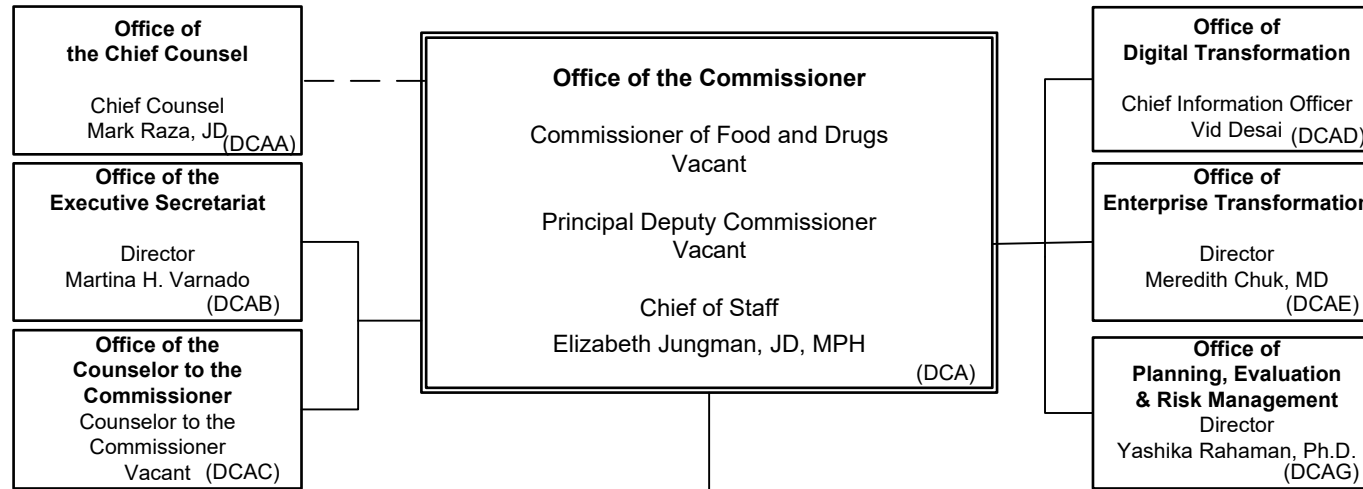 Office of
the Chief Counsel
Chief Counsel
Mark Raza, JD
(DCAA)
Office of the
Executive Secretariat
Director
Martina H. Varnado
(DCAB)
Office of the
Counselor to the
Commissioner
Counselor to the
Commissioner
Vacant (DCAC)
Office of the Commissioner
Commissioner of Food and Drugs
Vacant
Principal Deputy Commissioner
Vacant
Chief of Staff
Elizabeth Jungman, JD, MPH
(DCA)
Office of
Digital Transformation
Chief Information Officer
Vid Desai (DCAD)
Office of
Enterprise Transformation
Director
Meredith Chuk, MD
(DCAE)
Office of
Planning, Evaluation
& Risk Management
Director
Yashika Rahaman, Ph.D.
(DCAG)